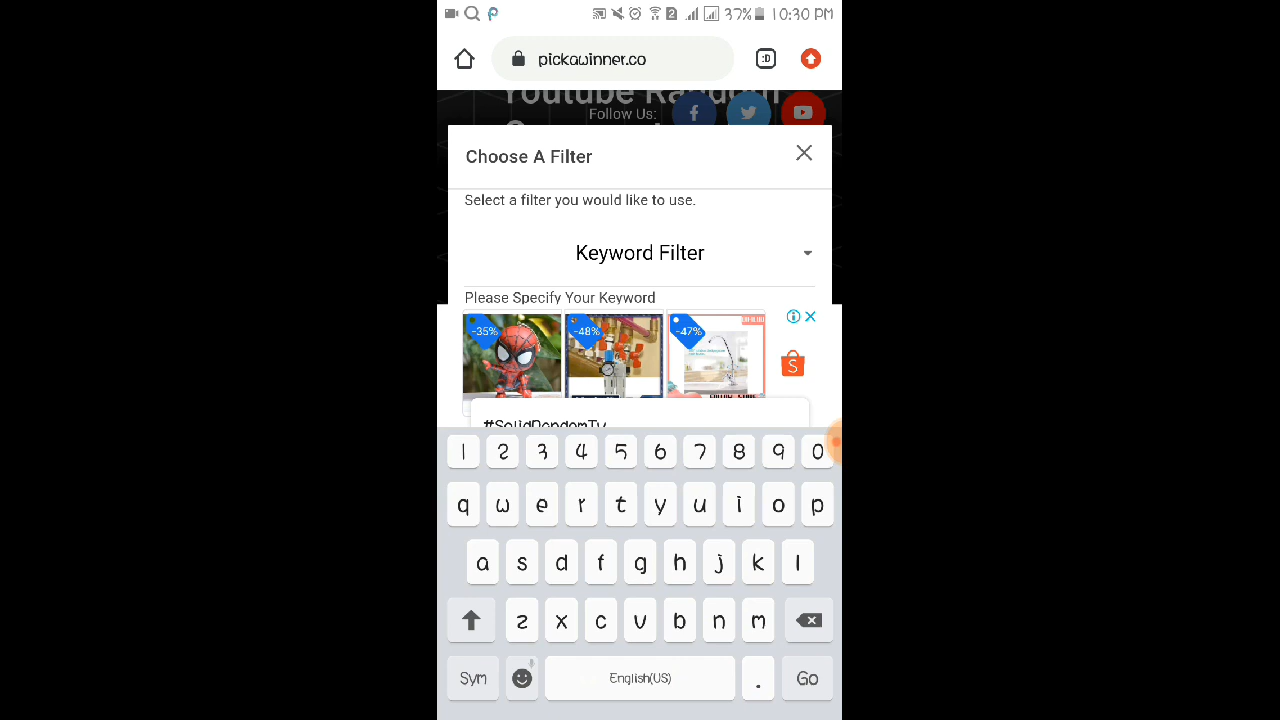 2 37% 10:30 PM
pickawinner.co :D
Youtube Random
Follow Us:
Choose A Filter
Select a filter you would like to use.
Keyword Filter
Please Specify Your Keyword
-35% -48% -47%
S
#SolidRandomTv
1 2 3 4 5 6 7 8 9 0
q w e r t y u i o p
a s d f g h j k l
z x c v b n m
Sym English(US) . Go